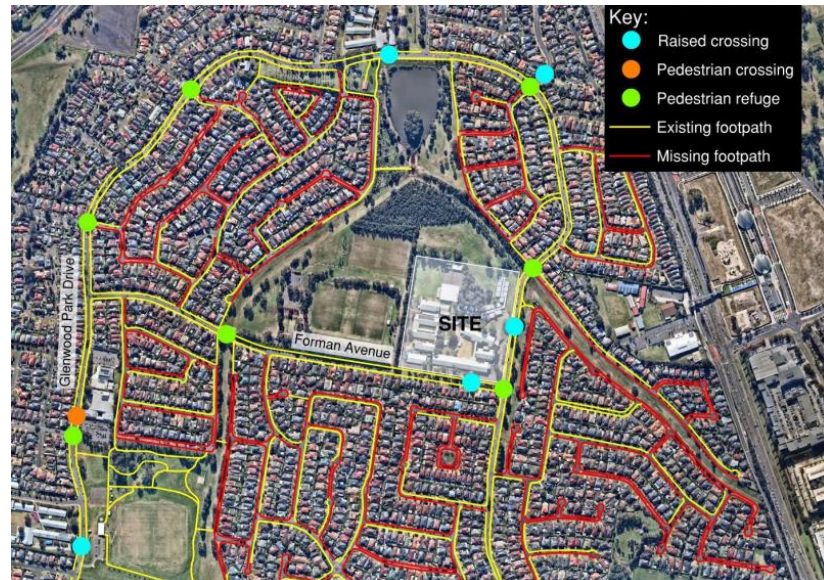 Key:
Raised crossing
Pedestrian crossing
Pedestrian refuge
Existing footpath
Missing footpath
Glenwood Park Drive
SITE
Forman Avenue